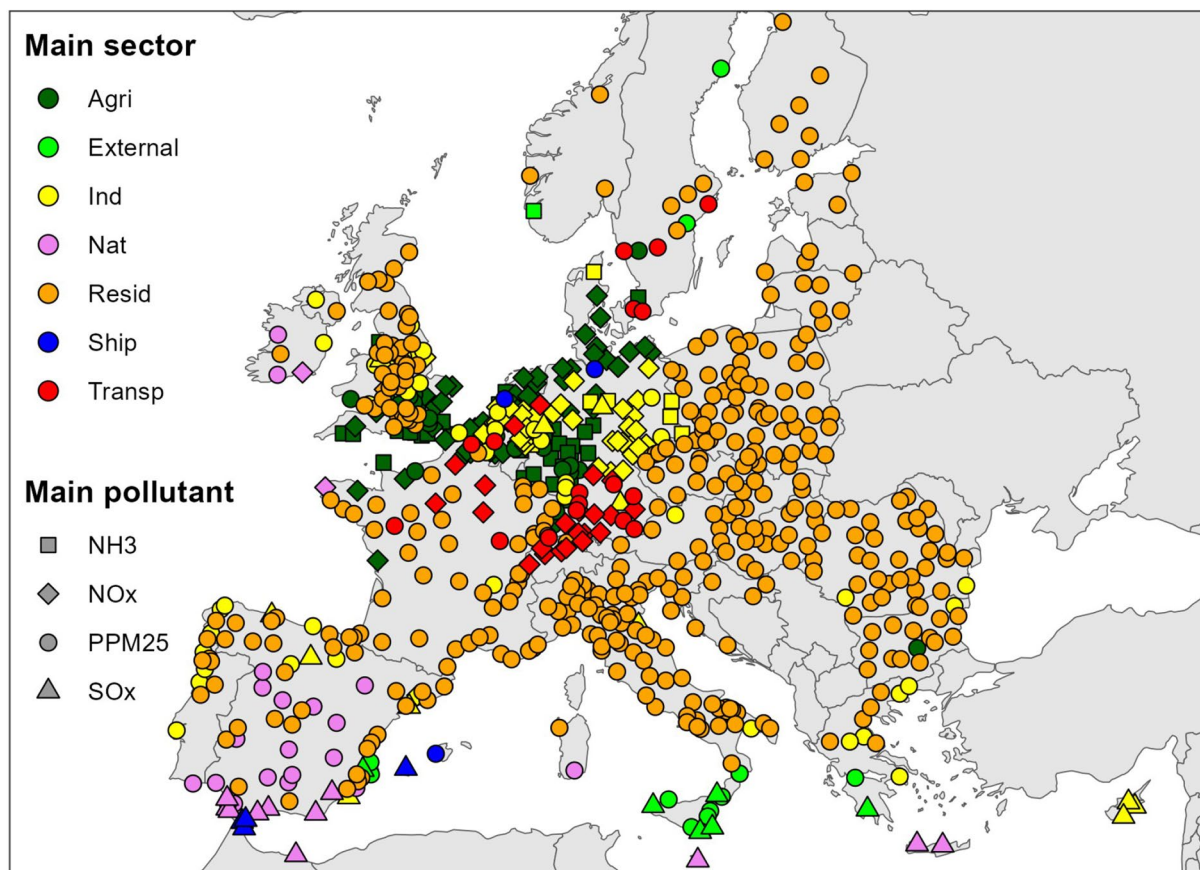 Main sector
Agri
External
Ind
Nat
Resid
Ship
Transp
Main pollutant
NH3
NOx
PPM25
SOx